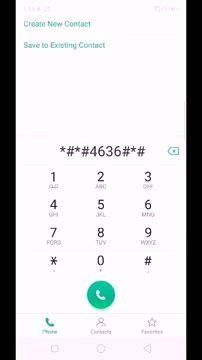 Create New Contact
Save to Existing Contact
*#*#4636#*#
1 2 3
ABC DEF
4 5 6
GHI JKL MNO
7 8 9
PQRS TUV WXYZ
* 0 #
+
Phone Contacts Favorites